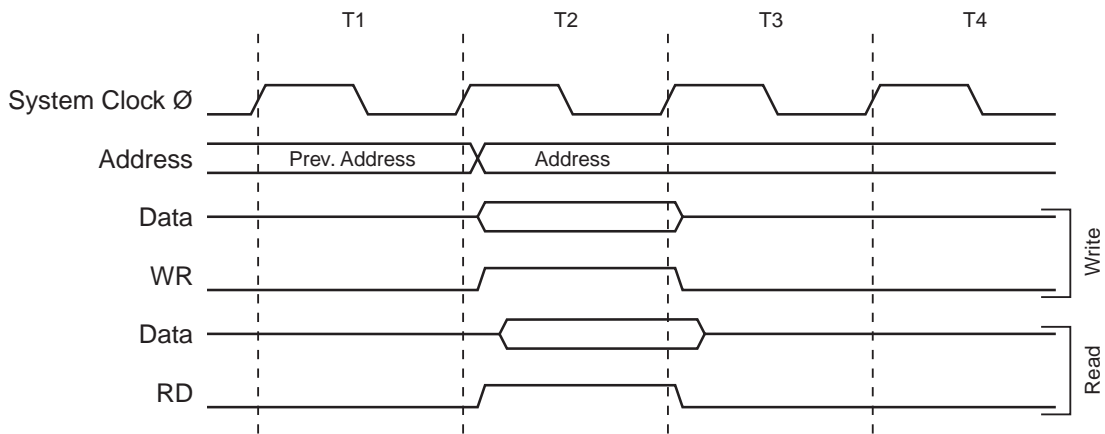 T1 T2 T3 T4
System Clock Ø
Address Prev. Address Address
Data
WR
Write
Data
RD
Read